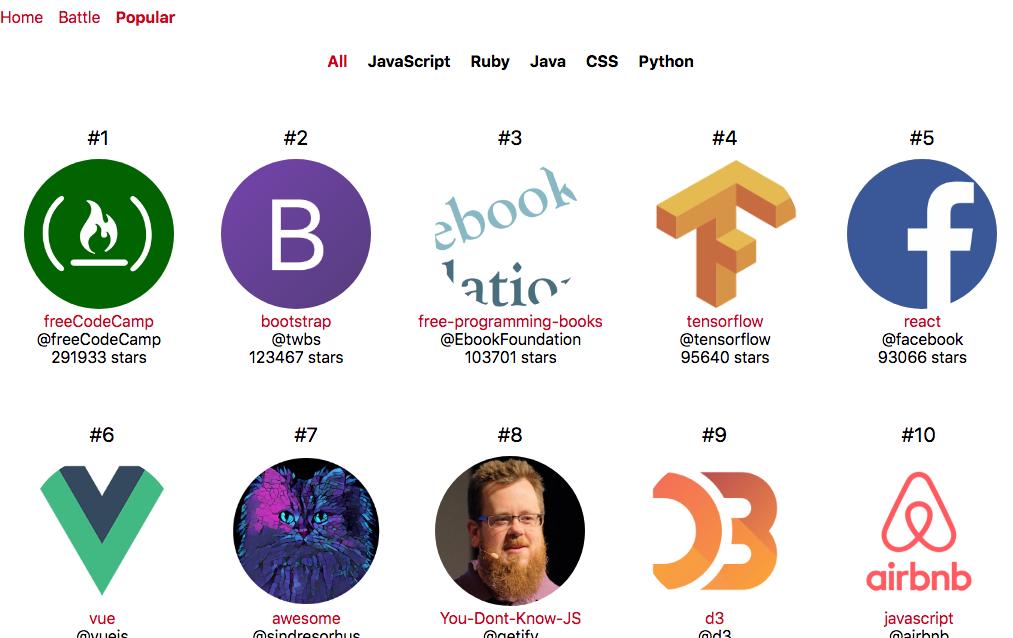 Home Battle Popular
All JavaScript Ruby Java CSS Python
#1 #2 #3 #4 #5
B
ebook
datio
freeCodeCamp bootstrap free-programming-books tensorflow react
@freeCodeCamp @twbs @EbookFoundation @tensorflow @facebook
291933 stars 123467 stars 103701 stars 95640 stars 93066 stars
#6 #7 #8 #9 #10
D3
airbnb
vue awesome You-Dont-Know-JS d3 javascript
@vuejs @sindresorhus @getify @d3 @airbnb